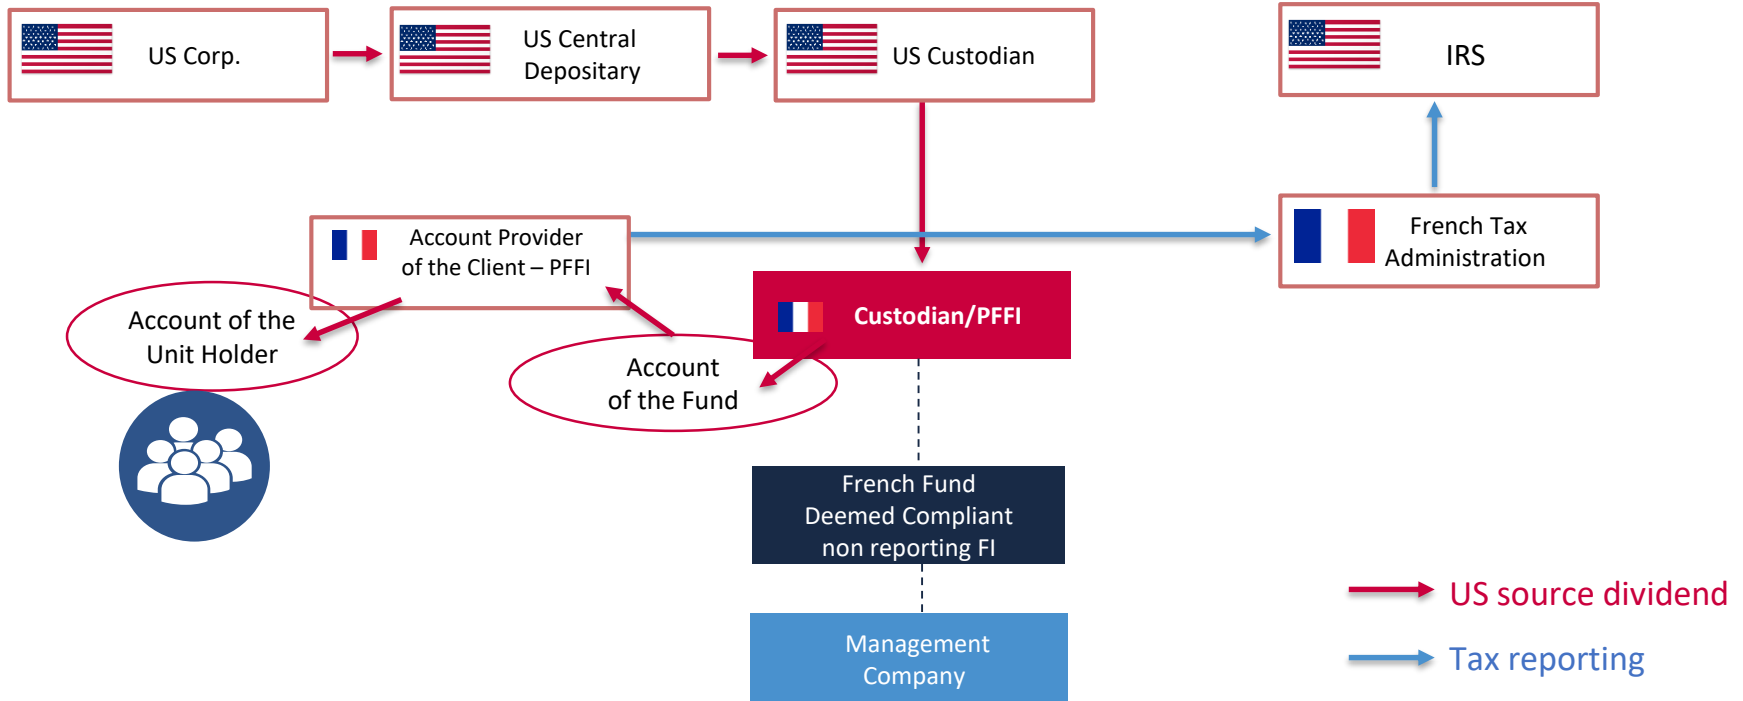 US Corp.
US Central
Depositary
US Custodian
IRS
Account Provider
of the Client – PFFI
French Tax
Administration
Account of the
Unit Holder
Custodian/PFFI
Account
of the Fund
French Fund
Deemed Compliant
non reporting FI
Management
Company
US source dividend
Tax reporting